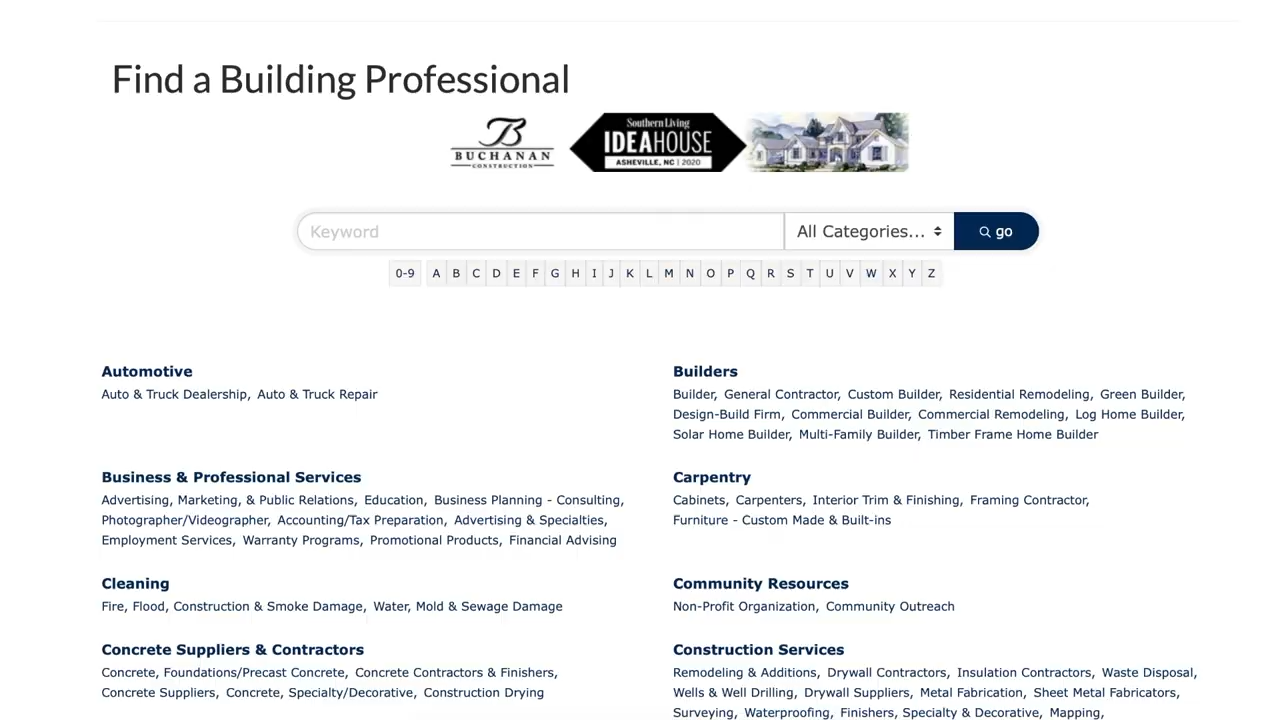 Find a Building Professional
B
BUCHANAN
CONSTRUCTION
Southern Living
IDEAHOUSE
ASHEVILLE, NC | 2020
Keyword
All Categories...
go
0-9 A B C D E F G H I J K L M N O P Q R S T U V W X Y Z
Automotive
Auto & Truck Dealership, Auto & Truck Repair
Builders
Builder, General Contractor, Custom Builder, Residential Remodeling, Green Builder,
Design-Build Firm, Commercial Builder, Commercial Remodeling, Log Home Builder,
Solar Home Builder, Multi-Family Builder, Timber Frame Home Builder
Business & Professional Services
Advertising, Marketing, & Public Relations, Education, Business Planning - Consulting,
Photographer/Videographer, Accounting/Tax Preparation, Advertising & Specialties,
Employment Services, Warranty Programs, Promotional Products, Financial Advising
Carpentry
Cabinets, Carpenters, Interior Trim & Finishing, Framing Contractor,
Furniture - Custom Made & Built-ins
Cleaning
Fire, Flood, Construction & Smoke Damage, Water, Mold & Sewage Damage
Community Resources
Non-Profit Organization, Community Outreach
Concrete Suppliers & Contractors
Concrete, Foundations/Precast Concrete, Concrete Contractors & Finishers,
Concrete Suppliers, Concrete, Specialty/Decorative, Construction Drying
Construction Services
Remodeling & Additions, Drywall Contractors, Insulation Contractors, Waste Disposal,
Wells & Well Drilling, Drywall Suppliers, Metal Fabrication, Sheet Metal Fabricators,
Surveying, Waterproofing, Finishers, Specialty & Decorative, Mapping,